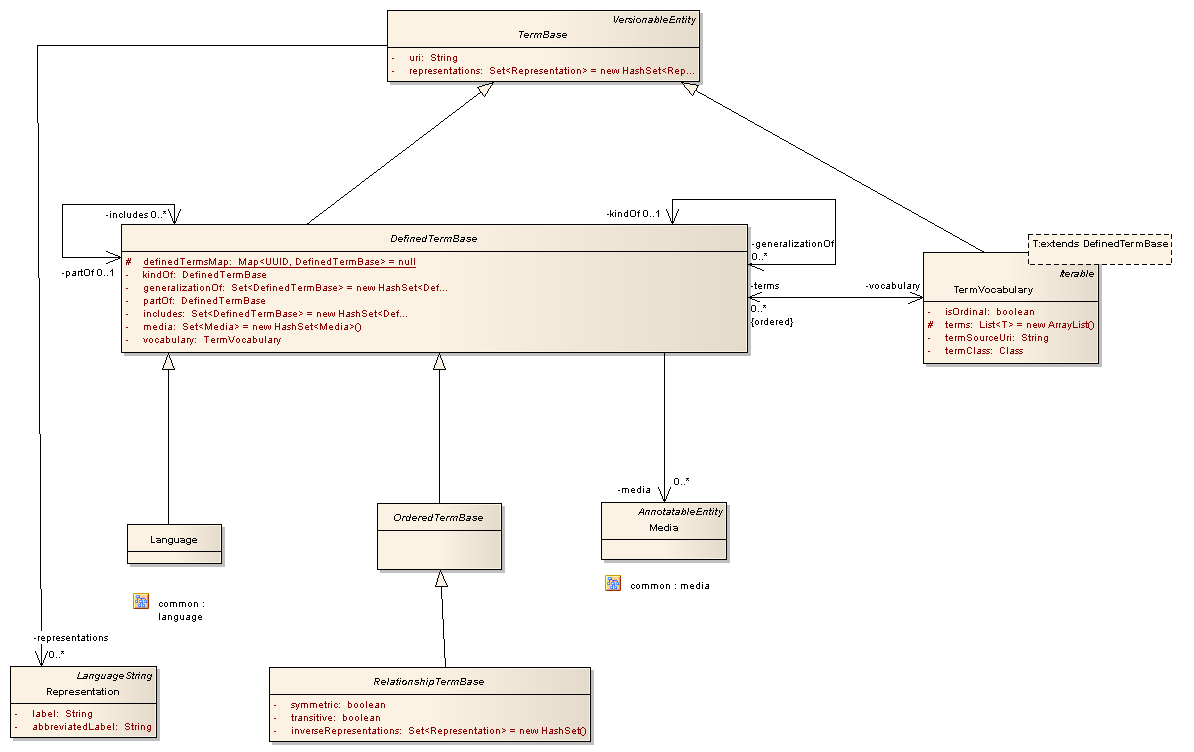 VersionableEntity
TermBase
- uri: String
- representations: Set<Representation> = new HashSet<Rep...
-includes 0..*
-partOf 0..1
-kindOf 0..1
-generalizationOf
0..*
DefinedTermBase
# definedTermsMap: Map<UUID, DefinedTermBase> = null
- kindOf: DefinedTermBase
- generalizationOf: Set<DefinedTermBase> = new HashSet<Def...
- partOf: DefinedTermBase
- includes: Set<DefinedTermBase> = new HashSet<Def...
- media: Set<Media> = new HashSet<Media>()
- vocabulary: TermVocabulary
-terms
0..*
{ordered}
-vocabulary
T:extends DefinedTermBase
Iterable
TermVocabulary
- isOrdinal: boolean
# terms: List<T> = new ArrayList()
- termSourceUri: String
- termClass: Class
Language
common :
language
OrderedTermBase
-media
0..*
AnnotatableEntity
Media
common : media
-representations
0..*
LanguageString
Representation
- label: String
- abbreviatedLabel: String
RelationshipTermBase
- symmetric: boolean
- transitive: boolean
- inverseRepresentations: Set<Representation> = new HashSet()